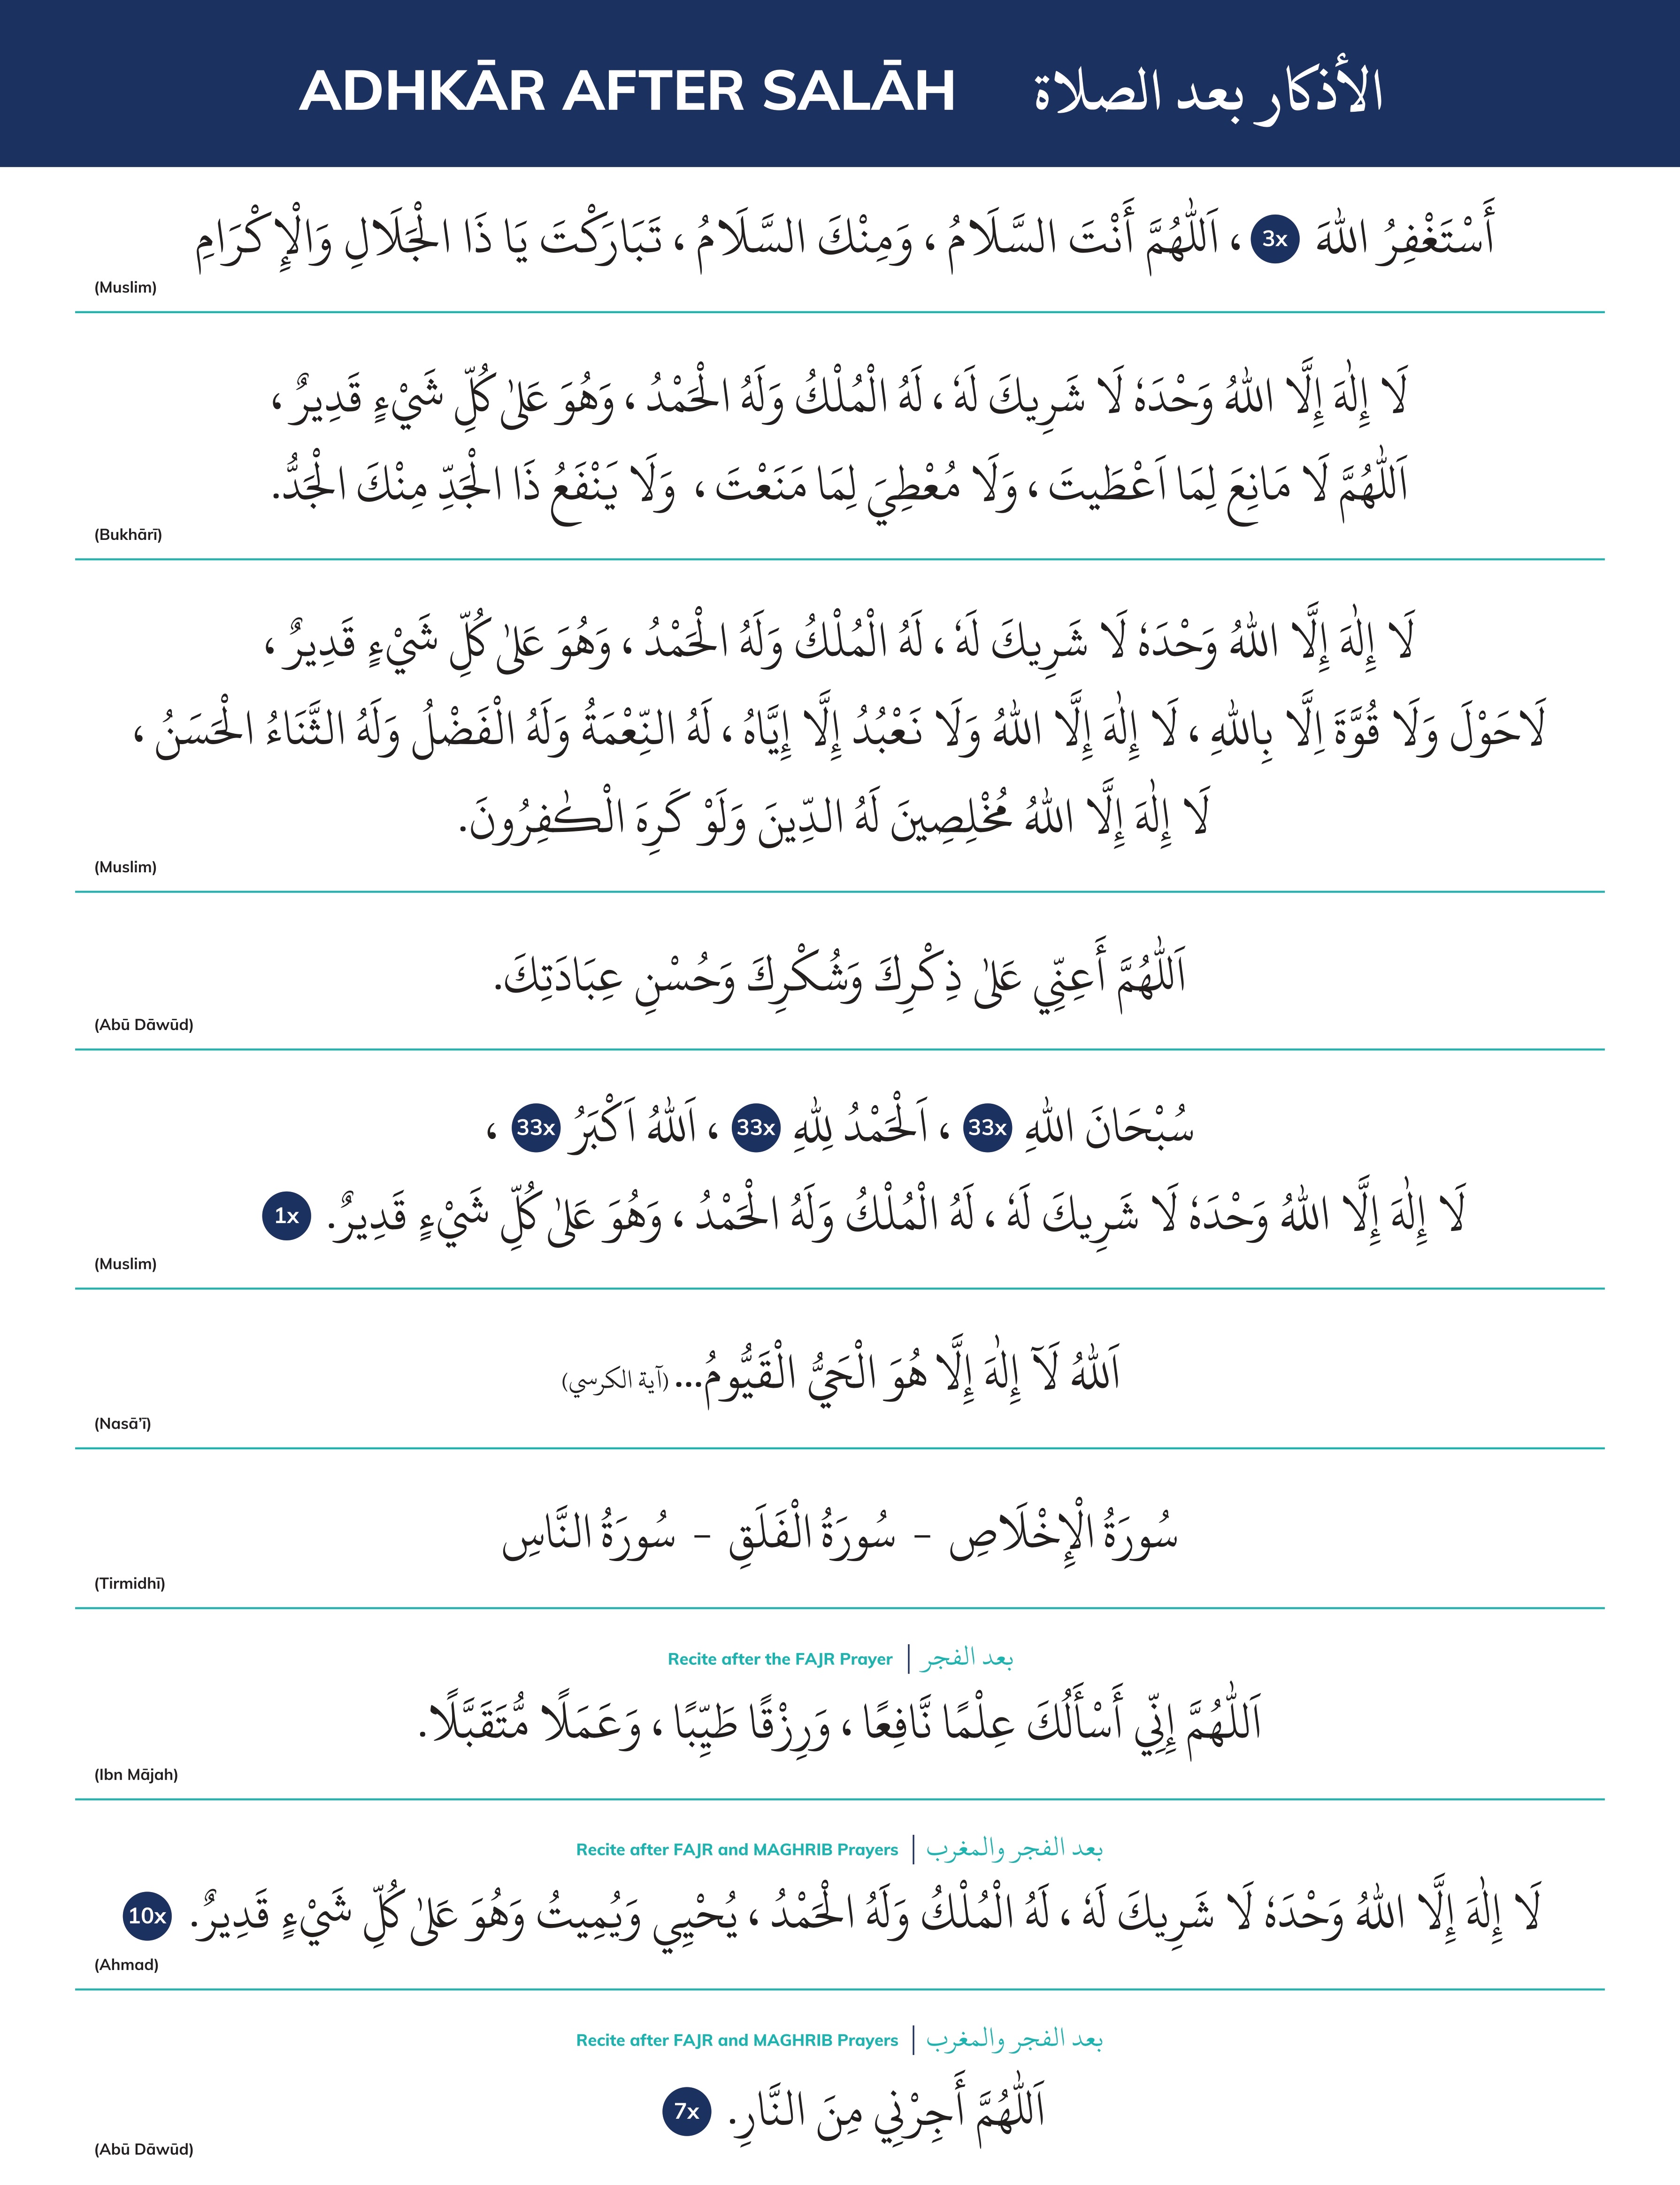 ADHKĀR AFTER SALĀH الأذكار بعد الصلاة
أَسْتَغْفِرُ اللهَ 3x ، اَللّٰهُمَّ أَنْتَ السَّلَامُ ، وَمِنْكَ السَّلَامُ ، تَبَارَكْتَ يَا ذَا الْجَلَالِ وَالْإِكْرَامِ
(Muslim)
لَا إِلٰهَ إِلَّا اللهُ وَحْدَهٗ لَا شَرِيكَ لَهٗ ، لَهُ الْمُلْكُ وَلَهُ الْحَمْدُ ، وَهُوَ عَلىٰ كُلِّ شَيْءٍ قَدِيرٌ ،
اَللّٰهُمَّ لَا مَانِعَ لِمَا اَعْطَيتَ ، وَلَا مُعْطِيَ لِمَا مَنَعْتَ ، وَلَا يَنْفَعُ ذَا الْجَدِّ مِنْكَ الْجَدُّ.
(Bukhārī)
لَا إِلٰهَ إِلَّا اللهُ وَحْدَهٗ لَا شَرِيكَ لَهٗ ، لَهُ الْمُلْكُ وَلَهُ الْحَمْدُ ، وَهُوَ عَلىٰ كُلِّ شَيْءٍ قَدِيرٌ ،
لَاحَوْلَ وَلَا قُوَّةَ اِلَّا بِاللهِ ، لَا إِلٰهَ إِلَّا اللهُ وَلَا نَعْبُدُ إِلَّا إِيَّاهُ ، لَهُ النِّعْمَةُ وَلَهُ الْفَضْلُ وَلَهُ الثَّنَاءُ الْحَسَنُ ،
لَا إِلٰهَ إِلَّا اللهُ مُخْلِصِينَ لَهُ الدِّينَ وَلَوْ كَرِهَ الْكٰفِرُونَ.
(Muslim)
اَللّٰهُمَّ أَعِنِّي عَلىٰ ذِكْرِكَ وَشُكْرِكَ وَحُسْنِ عِبَادَتِكَ.
(Abū Dāwūd)
سُبْحَانَ اللهِ 33x ، اَلْحَمْدُ لِلهِ 33x ، اَللهُ اَكْبَرُ 33x ،
لَا إِلٰهَ إِلَّا اللهُ وَحْدَهٗ لَا شَرِيكَ لَهٗ ، لَهُ الْمُلْكُ وَلَهُ الْحَمْدُ ، وَهُوَ عَلىٰ كُلِّ شَيْءٍ قَدِيرٌ. 1x
(Muslim)
اَللهُ لَآ إِلٰهَ إِلَّا هُوَ الْحَيُّ الْقَيُّومُ... (آية الكرسي)
(Nasā'ī)
سُورَةُ الْإِخْلَاصِ - سُورَةُ الْفَلَقِ - سُورَةُ النَّاسِ
(Tirmidhī)
Recite after the FAJR Prayer | بعد الفجر
اَللّٰهُمَّ إِنِّي أَسْأَلُكَ عِلْمًا نَّافِعًا ، وَرِزْقًا طَيِّبًا ، وَعَمَلًا مُّتَقَبَّلًا.
(Ibn Mājah)
Recite after FAJR and MAGHRIB Prayers | بعد الفجر والمغرب
لَا إِلٰهَ إِلَّا اللهُ وَحْدَهٗ لَا شَرِيكَ لَهٗ ، لَهُ الْمُلْكُ وَلَهُ الْحَمْدُ ، يُحْيِي وَيُمِيتُ وَهُوَ عَلىٰ كُلِّ شَيْءٍ قَدِيرٌ. 10x
(Ahmad)
Recite after FAJR and MAGHRIB Prayers | بعد الفجر والمغرب
اَللّٰهُمَّ أَجِرْنِي مِنَ النَّارِ. 7x
(Abū Dāwūd)